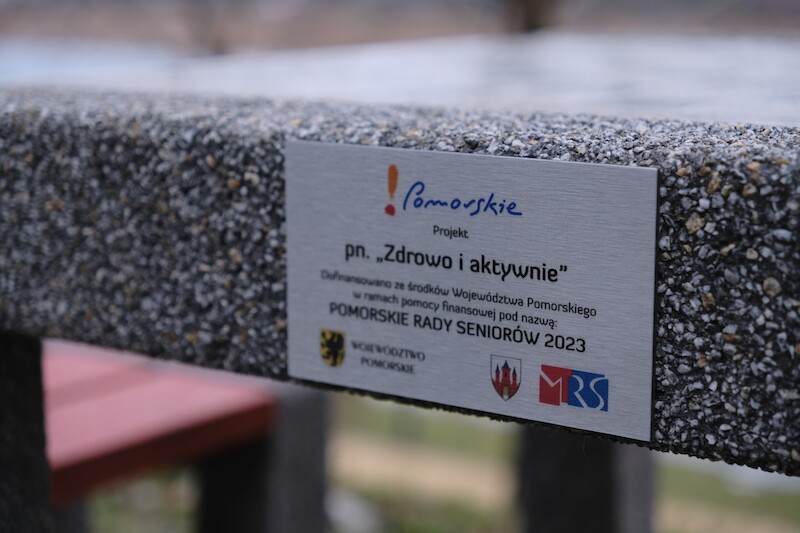 ! Pomorskie
Projekt
pn. „Zdrowo i aktywnie”
Dofinansowano ze środków Województwa Pomorskiego
w ramach pomocy finansowej pod nazwą:
POMORSKIE RADY SENIORÓW 2023
WOJEWÓDZTWO
POMORSKIE
MRS